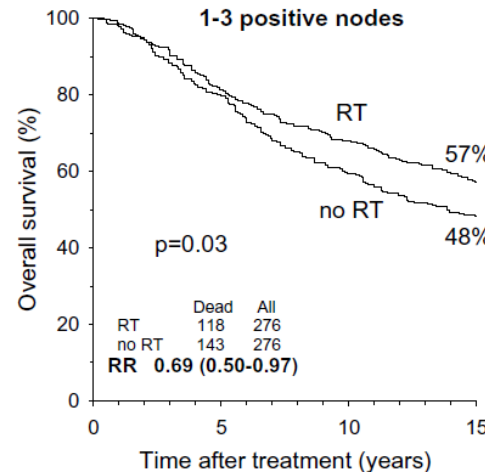 1-3 positive nodes
Overall survival (%)
100
80
60
40
20
0
RT
57%
no RT
48%
p=0.03
Dead All
RT 118 276
no RT 143 276
RR 0.69 (0.50-0.97)
0 5 10 15
Time after treatment (years)